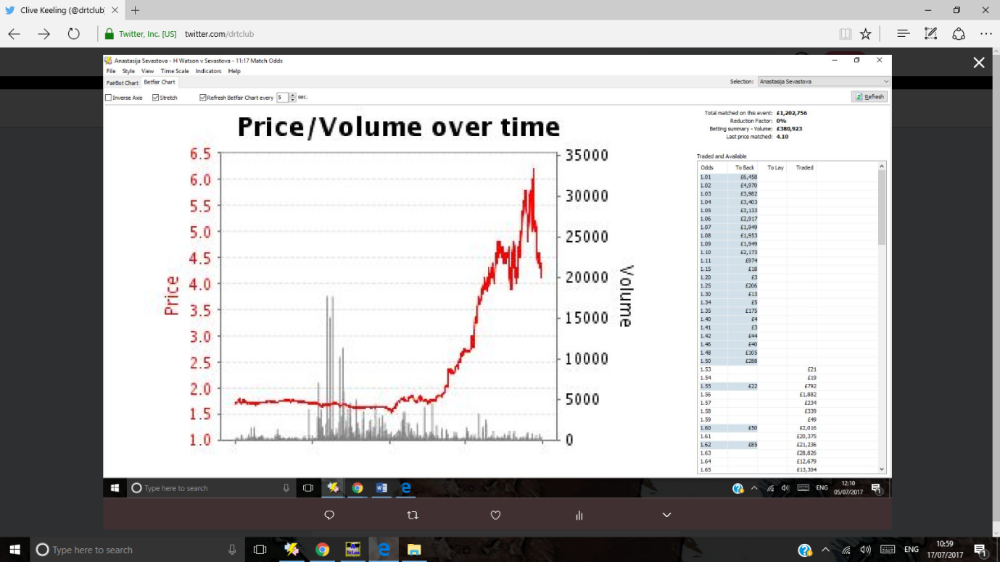 Clive Keeling (@drtclub)
Twitter, Inc. [US] twitter.com/drtclub
Anastasija Sevastova - H Watson v Sevastova - 11:17 Match Odds
File Style View Time Scale Indicators Help
FairBot Chart Betfair Chart
Selection: Anastasija Sevastova
Inverse Axis Stretch Refresh Betfair Chart every 5 sec.
Refresh
Price/Volume over time
6.5
6.0
5.5
5.0
4.5
4.0
3.5
3.0
2.5
2.0
1.5
1.0
Price
35000
30000
25000
20000
15000
10000
5000
0
Volume
Total matched on this event: £1,202,756
Reduction Factor: 0%
Betting summary - Volume: £380,923
Last price matched: 4.10
Traded and Available
Odds To Back To Lay Traded
1.01 £6,458
1.02 £4,970
1.03 £3,982
1.04 £3,403
1.05 £3,133
1.06 £2,917
1.07 £1,949
1.08 £1,953
1.09 £1,949
1.10 £2,173
1.11 £974
1.15 £18
1.20 £3
1.25 £206
1.30 £13
1.34 £5
1.35 £175
1.40 £4
1.41 £3
1.42 £44
1.46 £40
1.48 £105
1.50 £288
1.53 £21
1.54 £19
1.55 £22 £792
1.56 £1,882
1.57 £234
1.58 £339
1.59 £49
1.60 £50 £2,016
1.61 £20,375
1.62 £85 £21,236
1.63 £28,826
1.64 £12,679
1.65 £13,304
Type here to search
ENG
12:10
05/07/2017
1
Type here to search
ENG
10:59
17/07/2017
1